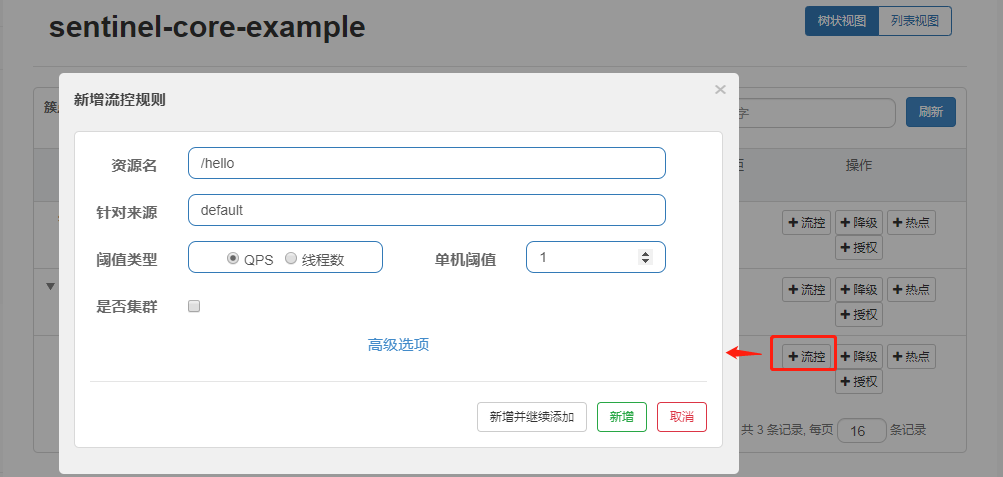 sentinel-core-example
树状视图 列表视图
簇 字 刷新
新增流控规则 ×
操作
资源名 /hello
针对来源 default
+ 流控 + 降级 + 热点
+ 授权
阈值类型 QPS 线程数 单机阈值 1
是否集群
+ 流控 + 降级 + 热点
+ 授权
高级选项
+ 流控 + 降级 + 热点
+ 授权
新增并继续添加 新增 取消
共 3 条记录, 每页 16 条记录